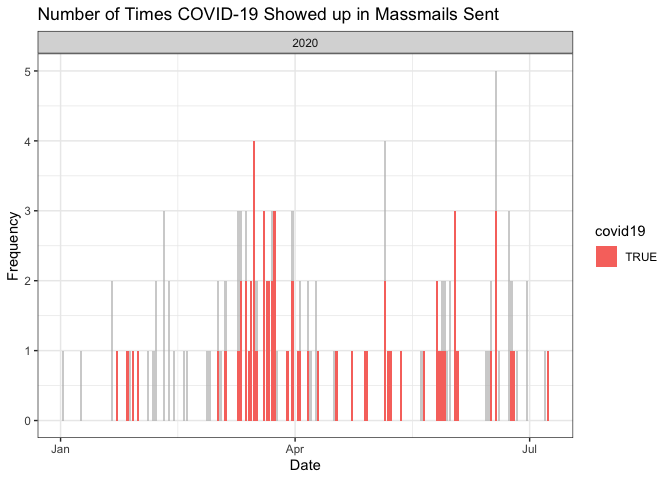 Number of Times COVID-19 Showed up in Massmails Sent
2020
5
4
3
2
1
0
Frequency
Jan
Apr
Jul
Date
covid19
TRUE